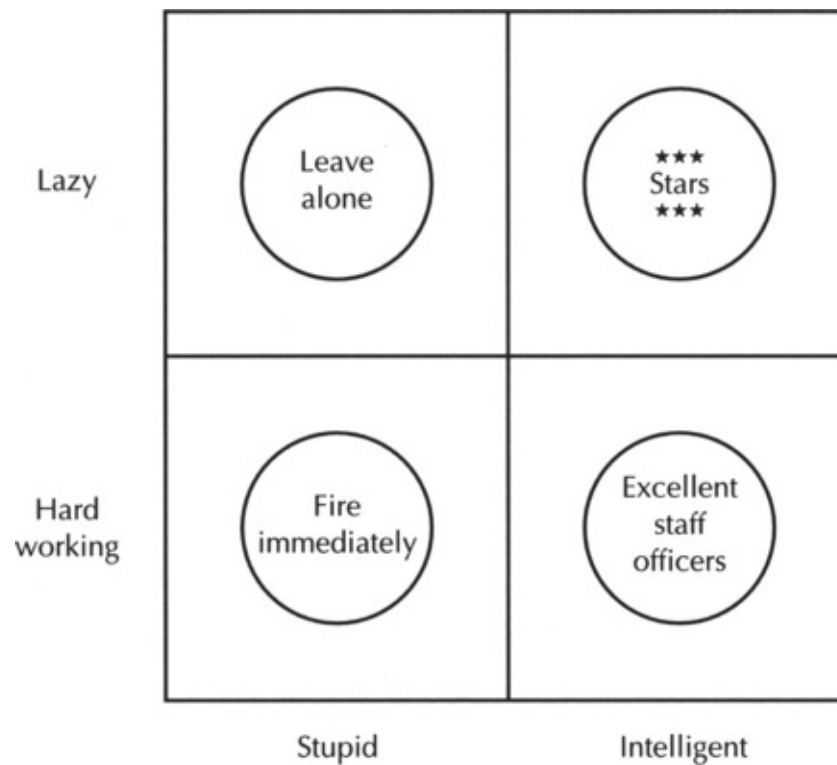 Lazy
Leave
alone
★★★
Stars
★★★
Hard
working
Fire
immediately
Excellent
staff
officers
Stupid
Intelligent